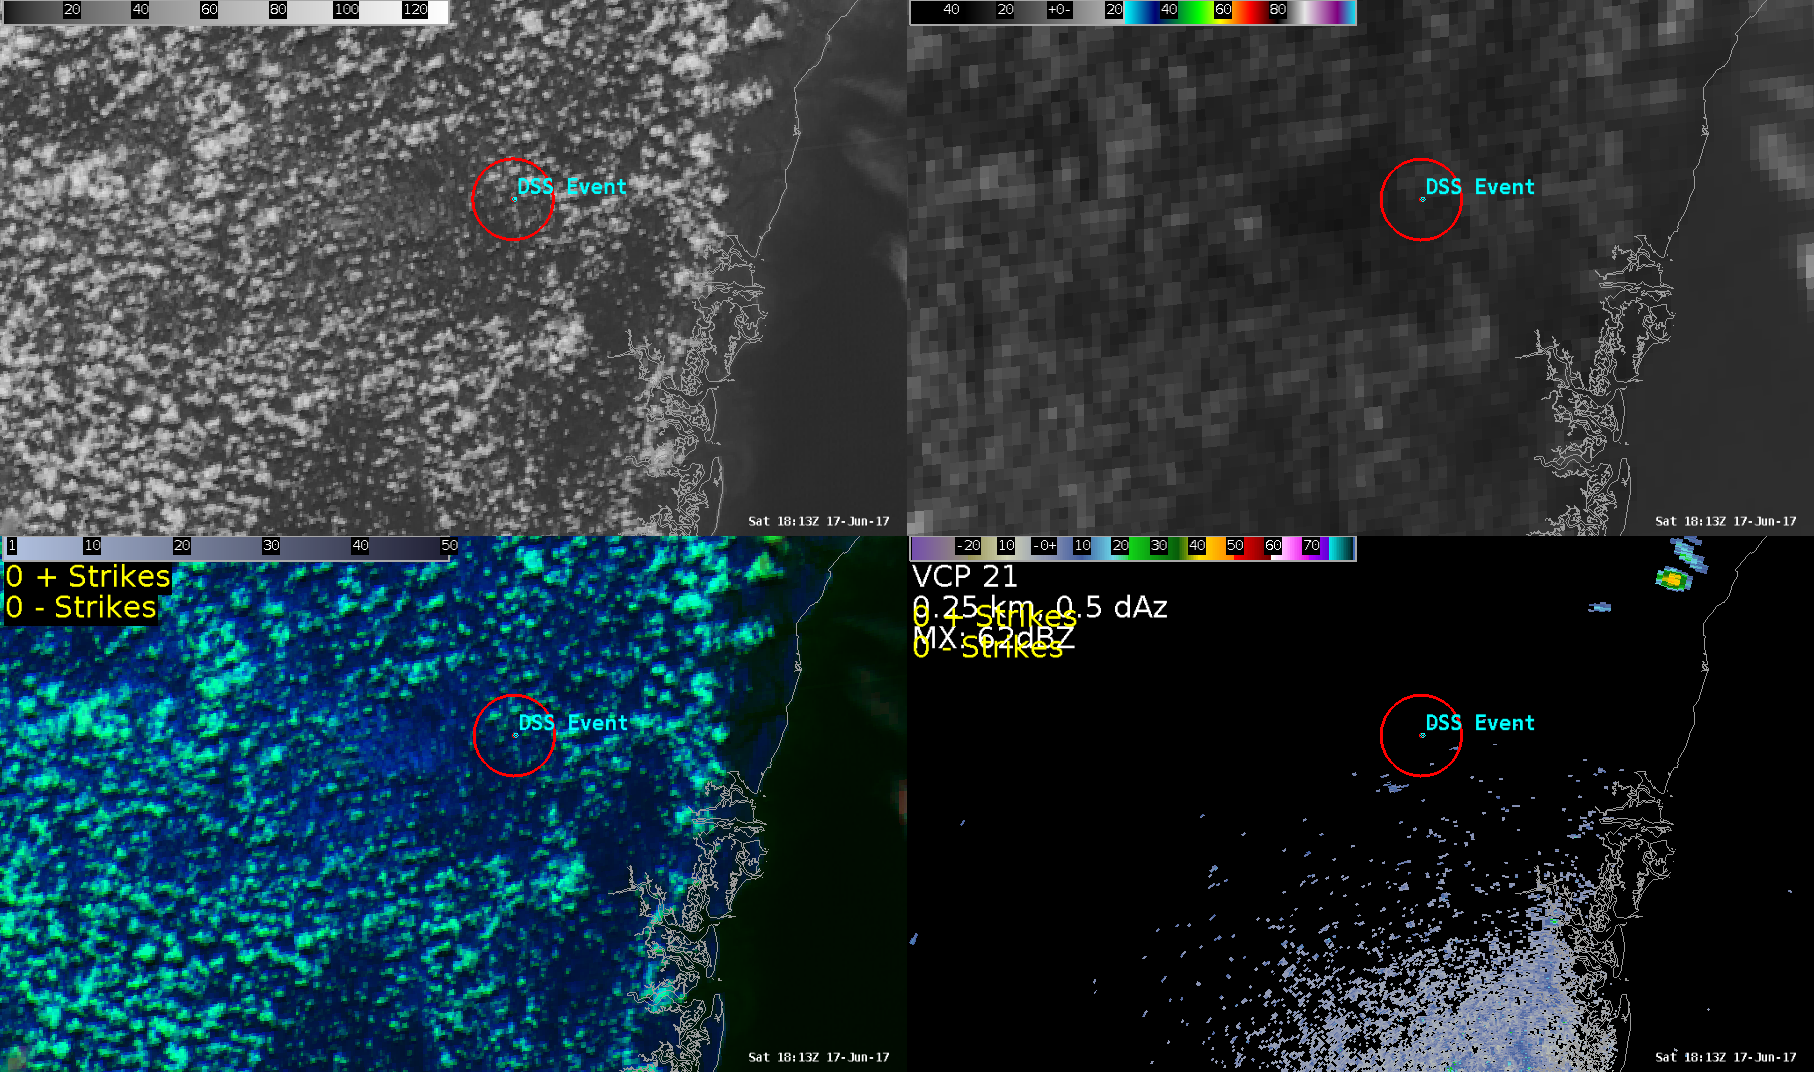 20 40 60 80 100 120
DSS Event
Sat 18:13Z 17-Jun-17
40 20 +0- 20 40 60 80
DSS Event
Sat 18:13Z 17-Jun-17
1 10 20 30 40 50
0 + Strikes
0 - Strikes
DSS Event
Sat 18:13Z 17-Jun-17
-20 10 -0+ 10 20 30 40 50 60 70
VCP 21
0.25 km, 0.5 dAz
0 + Strikes
MX: 62dBZ
0 - Strikes
DSS Event
Sat 18:13Z 17-Jun-17